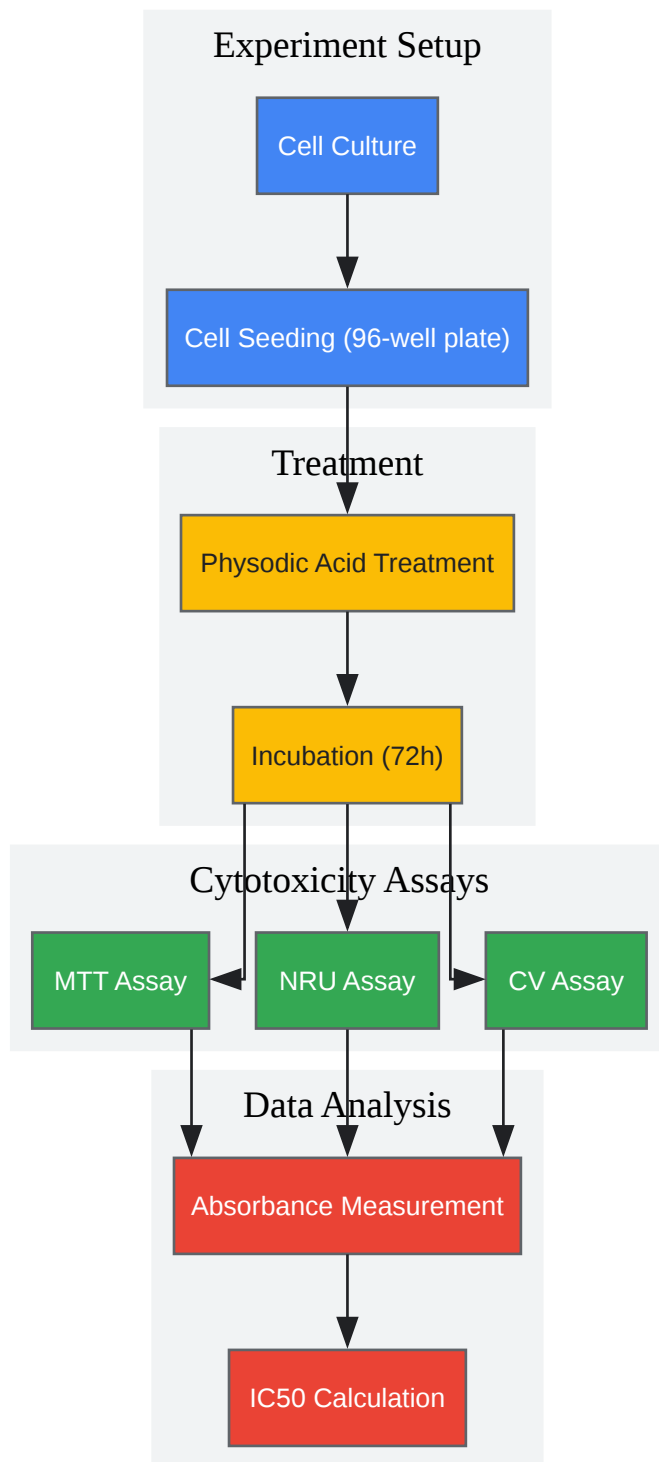 Experiment Setup
Cell Culture
Cell Seeding (96-well plate)
Treatment
Physodic Acid Treatment
Incubation (72h)
Cytotoxicity Assays
MTT Assay
NRU Assay
CV Assay
Data Analysis
Absorbance Measurement
IC50 Calculation